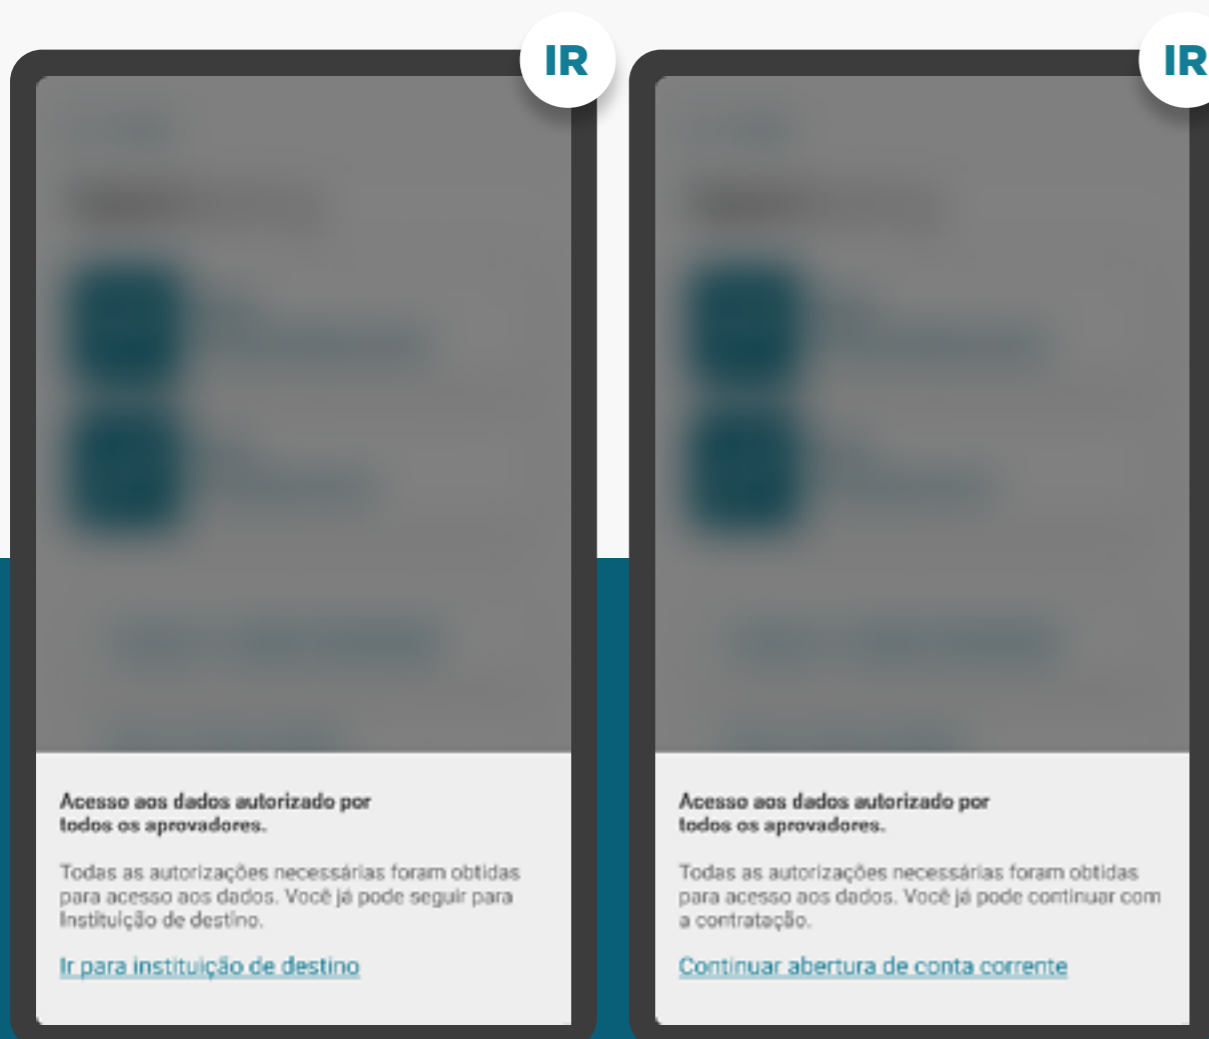 IR
Acesso aos dados autorizado por
todos os aprovadores.
Todas as autorizações necessárias foram obtidas
para acesso aos dados. Você já pode seguir para
Instituição de destino.
Ir para instituição de destino
IR
Acesso aos dados autorizado por
todos os aprovadores.
Todas as autorizações necessárias foram obtidas
para acesso aos dados. Você já pode continuar com
a contratação.
Continuar abertura de conta corrente